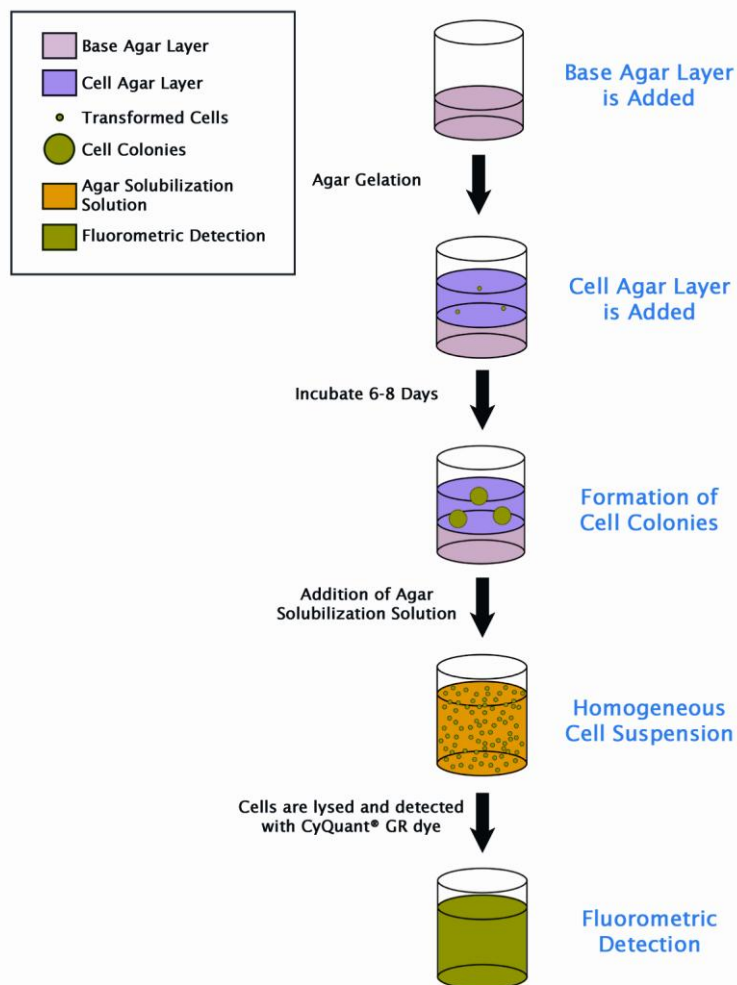 Base Agar Layer
Cell Agar Layer
Transformed Cells
Cell Colonies
Agar Solubilization
Solution
Fluorometric Detection
Base Agar Layer
is Added
Agar Gelation
Cell Agar Layer
is Added
Incubate 6-8 Days
Formation of
Cell Colonies
Addition of Agar
Solubilization Solution
Homogeneous
Cell Suspension
Cells are lysed and detected
with CyQuant® GR dye
Fluorometric
Detection